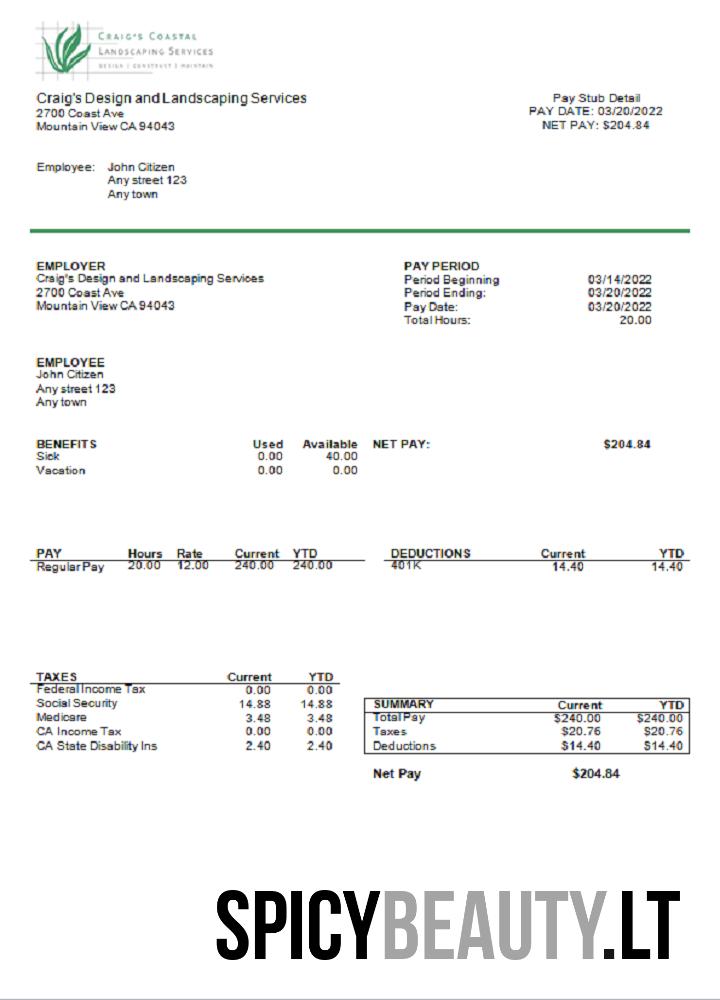 CRAIG'S COASTAL
LANDSCAPING SERVICES
DESIGN | CONSTRUCT | MAINTAIN
Craig's Design and Landscaping Services
2700 Coast Ave
Mountain View CA 94043
Pay Stub Detail
PAY DATE: 03/20/2022
NET PAY: $204.84
Employee: John Citizen
Any street 123
Any town
EMPLOYER
Craig's Design and Landscaping Services
2700 Coast Ave
Mountain View CA 94043
PAY PERIOD
Period Beginning 03/14/2022
Period Ending: 03/20/2022
Pay Date: 03/20/2022
Total Hours: 20.00
EMPLOYEE
John Citizen
Any street 123
Any town
BENEFITS Used Available
Sick 0.00 40.00
Vacation 0.00 0.00
NET PAY: $204.84
PAY Hours Rate Current YTD
Regular Pay 20.00 12.00 240.00 240.00
DEDUCTIONS Current YTD
401K 14.40 14.40
TAXES Current YTD
Federal Income Tax 0.00 0.00
Social Security 14.88 14.88
Medicare 3.48 3.48
CA Income Tax 0.00 0.00
CA State Disability Ins 2.40 2.40
SUMMARY Current YTD
Total Pay $240.00 $240.00
Taxes $20.76 $20.76
Deductions $14.40 $14.40
Net Pay $204.84
SPICYBEAUTY.LT